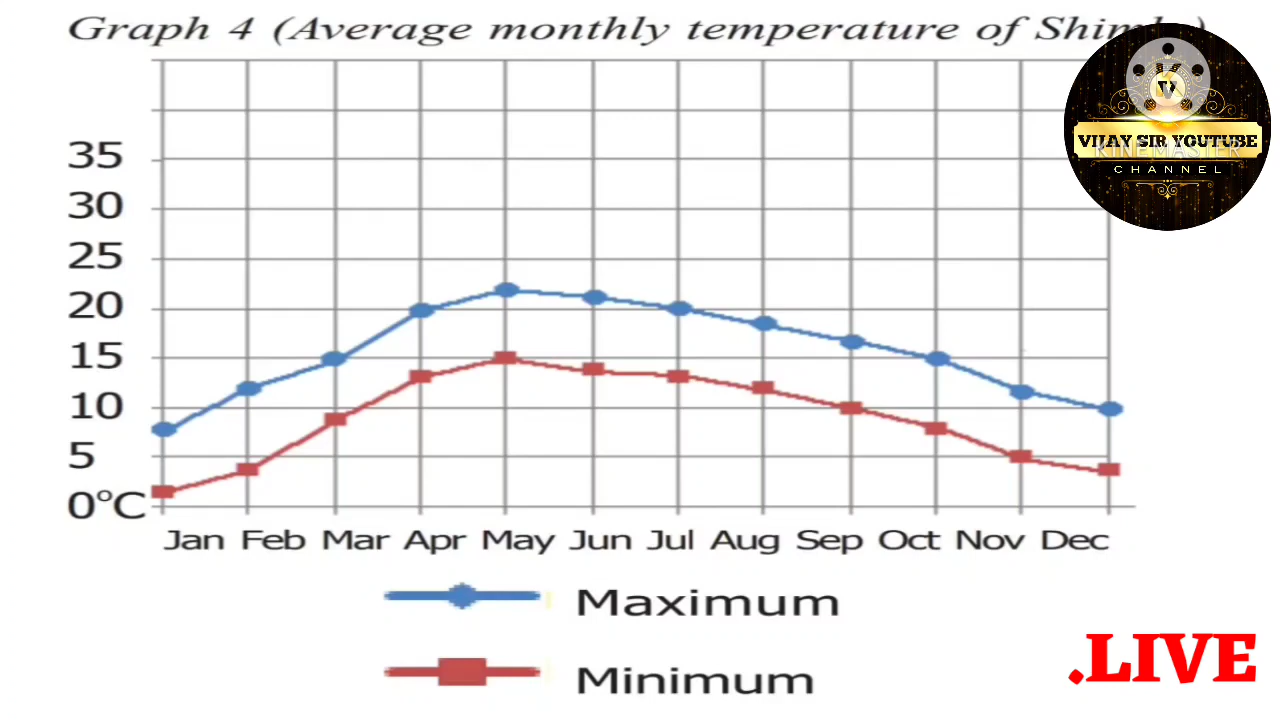 Graph 4 (Average monthly temperature of
35
30
25
20
15
10
5
0°C
Jan Feb Mar Apr May Jun Jul Aug Sep Oct Nov Dec
Maximum
Minimum
V
VIJAY SIR YOUTUBE
KINEMASTER
CHANNEL
.LIVE